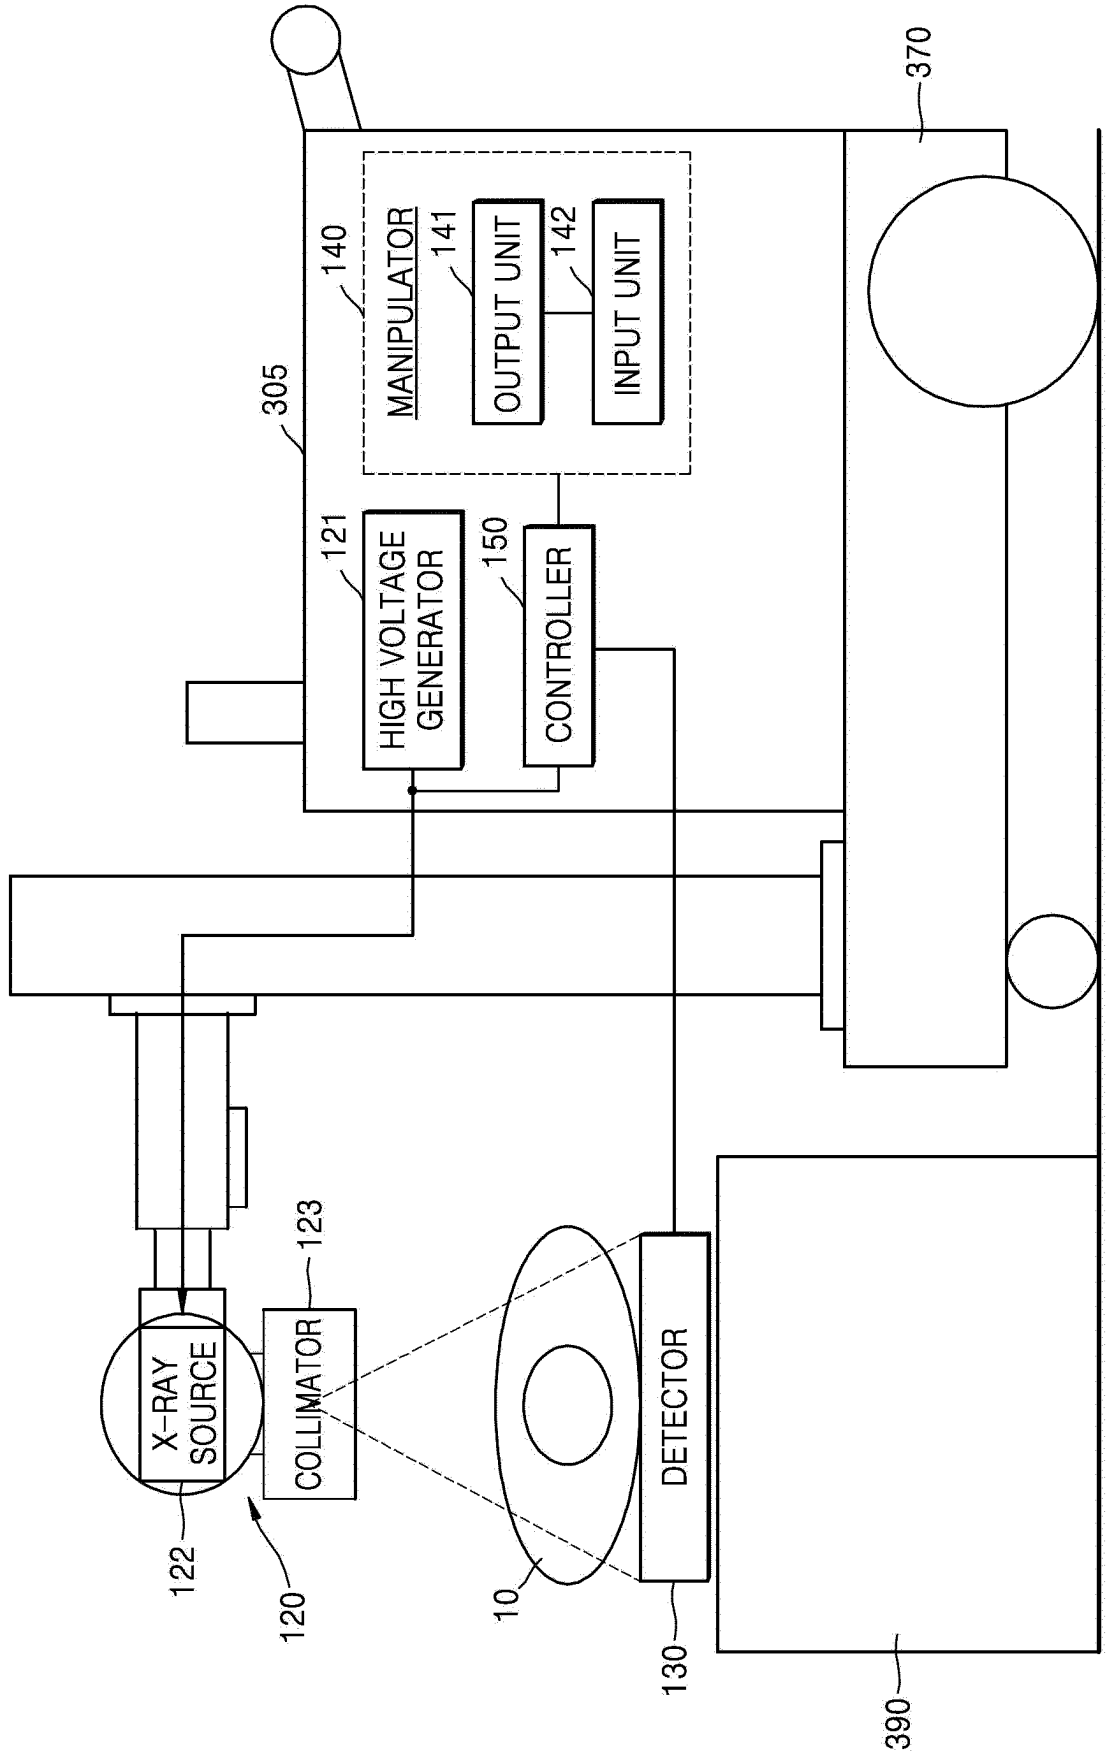 122
X-RAY
SOURCE
120
COLLIMATOR
123
10
130
DETECTOR
390
305
121
HIGH VOLTAGE
GENERATOR
150
CONTROLLER
140
MANIPULATOR
141
OUTPUT UNIT
142
INPUT UNIT
370